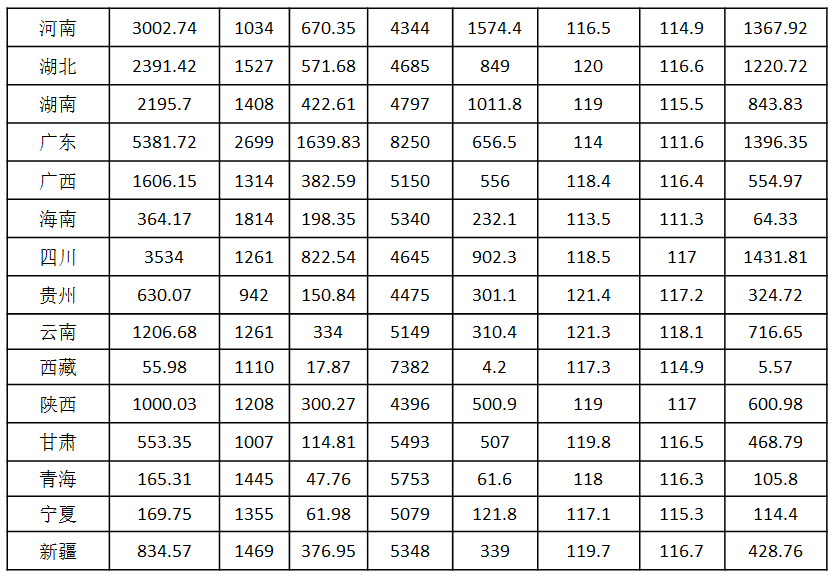 河南 3002.74 1034 670.35 4344 1574.4 116.5 114.9 1367.92
湖北 2391.42 1527 571.68 4685 849 120 116.6 1220.72
湖南 2195.7 1408 422.61 4797 1011.8 119 115.5 843.83
广东 5381.72 2699 1639.83 8250 656.5 114 111.6 1396.35
广西 1606.15 1314 382.59 5150 556 118.4 116.4 554.97
海南 364.17 1814 198.35 5340 232.1 113.5 111.3 64.33
四川 3534 1261 822.54 4645 902.3 118.5 117 1431.81
贵州 630.07 942 150.84 4475 301.1 121.4 117.2 324.72
云南 1206.68 1261 334 5149 310.4 121.3 118.1 716.65
西藏 55.98 1110 17.87 7382 4.2 117.3 114.9 5.57
陕西 1000.03 1208 300.27 4396 500.9 119 117 600.98
甘肃 553.35 1007 114.81 5493 507 119.8 116.5 468.79
青海 165.31 1445 47.76 5753 61.6 118 116.3 105.8
宁夏 169.75 1355 61.98 5079 121.8 117.1 115.3 114.4
新疆 834.57 1469 376.95 5348 339 119.7 116.7 428.76